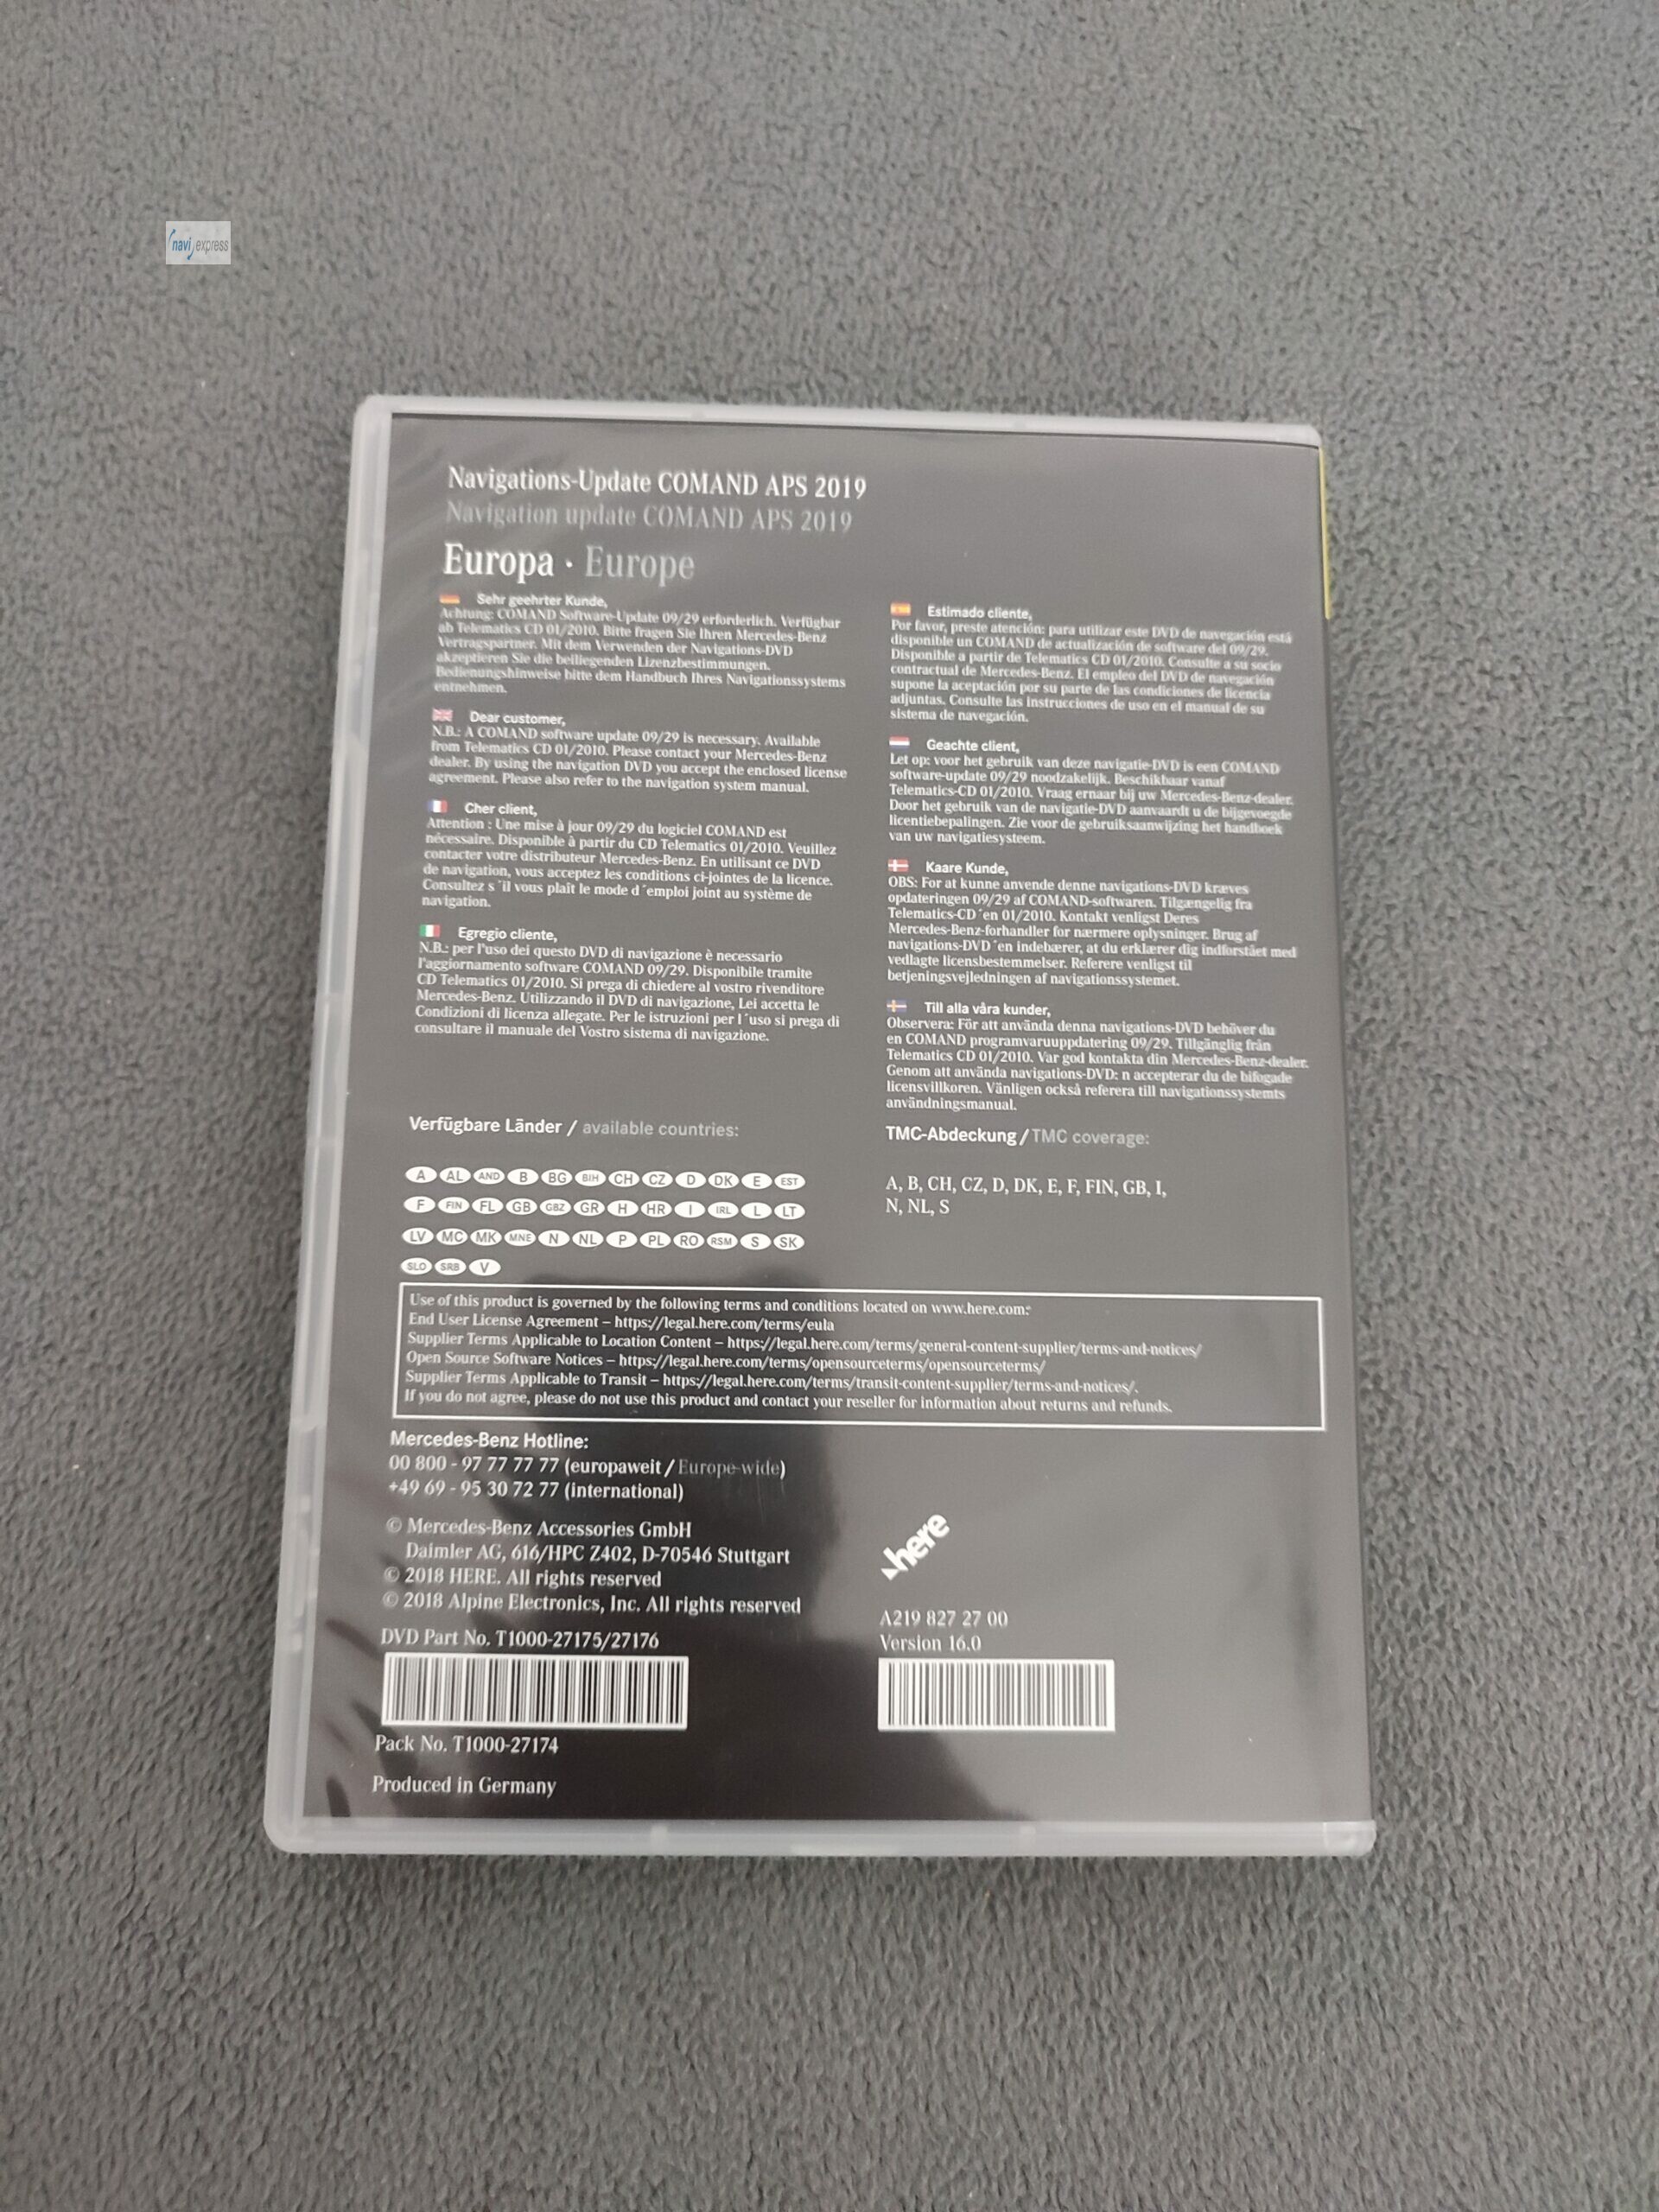 navi express
Navigations-Update COMAND APS 2019
Navigation update COMAND APS 2019
Europa · Europe
Sehr geehrter Kunde,
Achtung: COMAND Software-Update 09/29 erforderlich. Verfügbar
ab Telematics CD 01/2010. Bitte fragen Sie Ihren Mercedes-Benz
Vertragspartner. Mit dem Verwenden der Navigations-DVD
akzeptieren Sie die beiliegenden Lizenzbestimmungen.
Bedienungshinweise bitte dem Handbuch Ihres Navigationssystems
entnehmen.
Dear customer,
N.B.: A COMAND software update 09/29 is necessary. Available
from Telematics CD 01/2010. Please contact your Mercedes-Benz
dealer. By using the navigation DVD you accept the enclosed license
agreement. Please also refer to the navigation system manual.
Cher client,
Attention : Une mise à jour 09/29 du logiciel COMAND est
nécessaire. Disponible à partir du CD Telematics 01/2010. Veuillez
contacter votre distributeur Mercedes-Benz. En utilisant ce DVD
de navigation, vous acceptez les conditions ci-jointes de la licence.
Consultez s´il vous plaît le mode d´emploi joint au système de
navigation.
Egregio cliente,
N.B.: per l'uso dei questo DVD di navigazione è necessario
l'aggiornamento software COMAND 09/29. Disponibile tramite
CD Telematics 01/2010. Si prega di chiedere al vostro rivenditore
Mercedes-Benz. Utilizzando il DVD di navigazione, Lei accetta le
Condizioni di licenza allegate. Per le istruzioni per l´uso si prega di
consultare il manuale del Vostro sistema di navigazione.
Estimado cliente,
Por favor, preste atención: para utilizar este DVD de navegación está
disponible un COMAND de actualización de software del 09/29.
Disponible a partir de Telematics CD 01/2010. Consulte a su socio
contractual de Mercedes-Benz. El empleo del DVD de navegación
supone la aceptación por su parte de las condiciones de licencia
adjuntas. Consulte las instrucciones de uso en el manual de su
sistema de navegación.
Geachte client,
Let op: voor het gebruik van deze navigatie-DVD is een COMAND
software-update 09/29 noodzakelijk. Beschikbaar vanaf
Telematics-CD 01/2010. Vraag ernaar bij uw Mercedes-Benz-dealer.
Door het gebruik van de navigatie-DVD aanvaardt u de bijgevoegde
licentiebepalingen. Zie voor de gebruiksaanwijzing het handboek
van uw navigatiesysteem.
Kaare Kunde,
OBS: For at kunne anvende denne navigations-DVD kræves
opdateringen 09/29 af COMAND-softwaren. Tilgængelig fra
Telematics-CD´en 01/2010. Kontakt venligst Deres
Mercedes-Benz-forhandler for nærmere oplysninger. Brug af
navigations-DVD´en indebærer, at du erklærer dig indforstået med
vedlagte licensbestemmelser. Referere venligst til
betjeningsvejledningen af navigationssystemet.
Till alla våra kunder,
Observera: För att använda denna navigations-DVD behöver du
en COMAND programvaruuppdatering 09/29. Tillgänglig från
Telematics CD 01/2010. Var god kontakta din Mercedes-Benz-dealer.
Genom att använda navigations-DVD: n accepterar du de bifogade
licensvillkoren. Vänligen också referera till navigationssystemts
användningsmanual.
Verfügbare Länder / available countries:
A AL AND B BG BIH CH CZ D DK E EST
F FIN FL GB GBZ GR H HR I IRL L LT
LV MC MK MNE N NL P PL RO RSM S SK
SLO SRB V
TMC-Abdeckung / TMC coverage:
A, B, CH, CZ, D, DK, E, F, FIN, GB, I,
N, NL, S
Use of this product is governed by the following terms and conditions located on www.here.com:
End User License Agreement – https://legal.here.com/terms/eula
Supplier Terms Applicable to Location Content – https://legal.here.com/terms/general-content-supplier/terms-and-notices/
Open Source Software Notices – https://legal.here.com/terms/opensourceterms/opensourceterms/
Supplier Terms Applicable to Transit – https://legal.here.com/terms/transit-content-supplier/terms-and-notices/.
If you do not agree, please do not use this product and contact your reseller for information about returns and refunds.
Mercedes-Benz Hotline:
00 800 - 97 77 77 77 (europaweit / Europe-wide)
+49 69 - 95 30 72 77 (international)
© Mercedes-Benz Accessories GmbH
Daimler AG, 616/HPC Z402, D-70546 Stuttgart
© 2018 HERE. All rights reserved
© 2018 Alpine Electronics, Inc. All rights reserved
DVD Part No. T1000-27175/27176
Pack No. T1000-27174
Produced in Germany
here
A219 827 27 00
Version 16.0